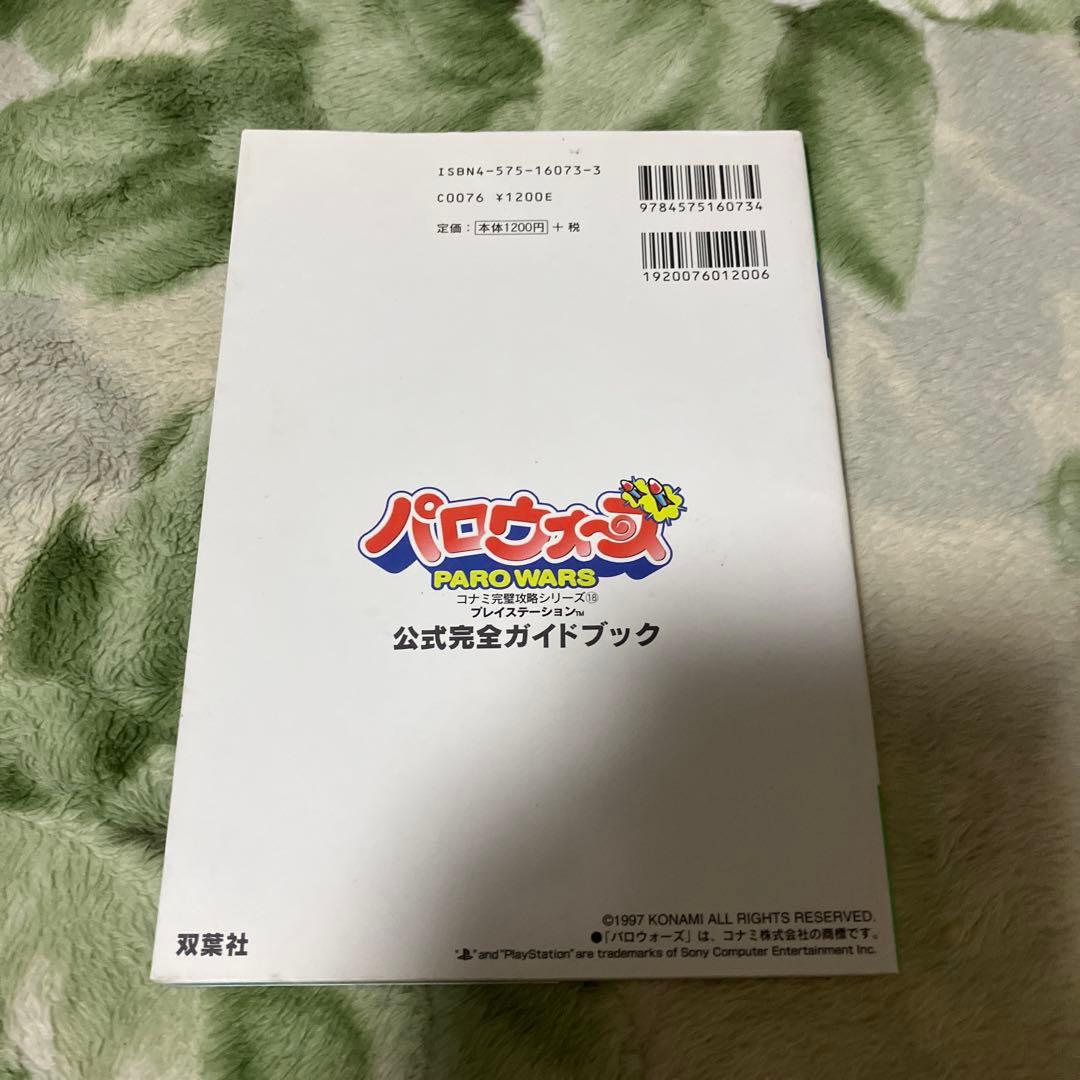 ISBN4-575-16073-3
C0076 ¥1200E
定価：本体1200円＋税
9784575160734
1920076012006
パロウォーズ
PARO WARS
コナミ完璧攻略シリーズ⑱
プレイステーション™
公式完全ガイドブック
双葉社
©1997 KONAMI ALL RIGHTS RESERVED.
●「パロウォーズ」は、コナミ株式会社の商標です。
" " and "PlayStation" are trademarks of Sony Computer Entertainment Inc.